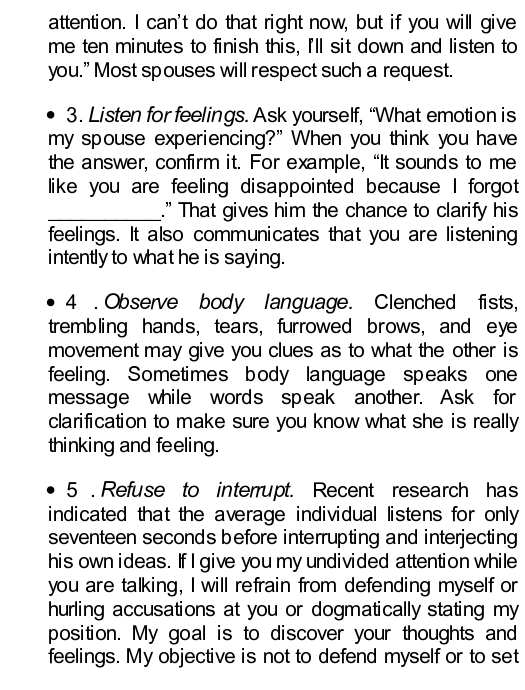 attention. I can’t do that right now, but if you will give
me ten minutes to finish this, I’ll sit down and listen to
you.” Most spouses will respect such a request.
• 3. Listen for feelings. Ask yourself, “What emotion is
my spouse experiencing?” When you think you have
the answer, confirm it. For example, “It sounds to me
like you are feeling disappointed because I forgot
___________.” That gives him the chance to clarify his
feelings. It also communicates that you are listening
intently to what he is saying.
• 4 . Observe body language. Clenched fists,
trembling hands, tears, furrowed brows, and eye
movement may give you clues as to what the other is
feeling. Sometimes body language speaks one
message while words speak another. Ask for
clarification to make sure you know what she is really
thinking and feeling.
• 5 . Refuse to interrupt. Recent research has
indicated that the average individual listens for only
seventeen seconds before interrupting and interjecting
his own ideas. If I give you my undivided attention while
you are talking, I will refrain from defending myself or
hurling accusations at you or dogmatically stating my
position. My goal is to discover your thoughts and
feelings. My objective is not to defend myself or to set